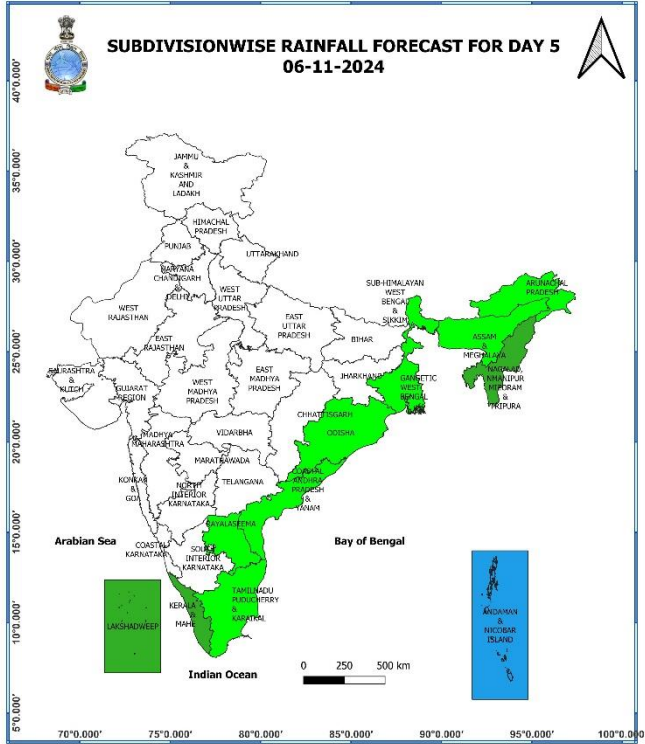 SUBDIVISIONWISE RAINFALL FORECAST FOR DAY 5
06-11-2024
40°0.000'
35°0.000'
30°0.000'
25°0.000'
20°0.000'
15°0.000'
10°0.000'
5°0.000'
JAMMU
&
KASHMIR
AND
LADAKH
HIMACHAL
PRADESH
PUNJAB
UTTARAKHAND
HARYANA
CHANDIGARH
&
DELHI
WEST
UTTAR
PRADESH
WEST
RAJASTHAN
EAST
RAJASTHAN
EAST
UTTAR
PRADESH
SUB-HIMALAYAN
WEST
BENGAL
&
SIKKIM
ARUNACHAL
PRADESH
BIHAR
ASSAM
&
MEGHALAYA
SAURASHTRA
&
KUTCH
GUJARAT
REGION
WEST
MADHYA
PRADESH
EAST
MADHYA
PRADESH
JHARKHAND
GANGETIC
WEST
BENGAL
NAGALAD,
MANIPUR
MIZORAM
&
TRIPURA
CHHATTISGARH
ODISHA
MADHYA
MAHARASHTRA
VIDARBHA
MARATHWADA
KONKAN
&
GOA
NORTH
INTERIOR
KARNATAKA
TELANGANA
COASTAL
ANDHRA
PRADESH
&
YANAM
RAYALASEEMA
Arabian Sea
COASTAL
KARNATAKA
SOUTH
INTERIOR
KARNATAKA
Bay of Bengal
LAKSHADWEEP
KERALA
&
MAHE
TAMILNADU
PUDUCHERRY
&
KARAIKAL
ANDAMAN
&
NICOBAR
ISLAND
Indian Ocean
0 250 500 km
70°0.000' 75°0.000' 80°0.000' 85°0.000' 90°0.000' 95°0.000' 100°0.000'